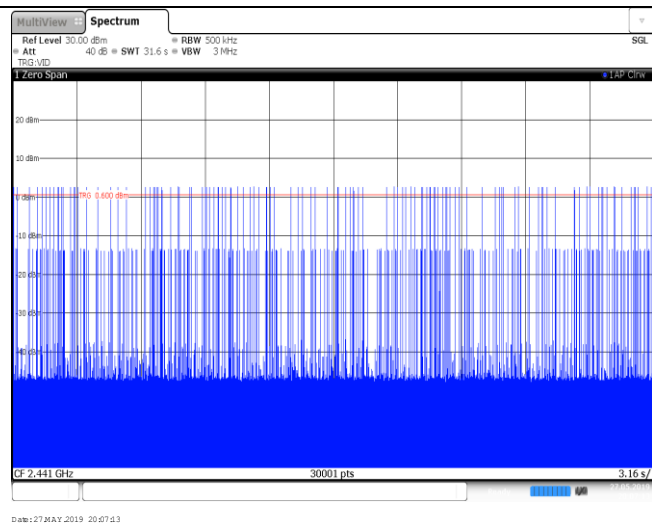 MultiView Spectrum
Ref Level 30.00 dBm RBW 500 kHz SGL
Att 40 dB SWT 31.6 s VBW 3 MHz
TRG:VID
1 Zero Span 1AP Clrw
20 dBm
10 dBm
TRG 0.600 dBm
0 dBm
-10 dBm
-20 dBm
-30 dBm
-40 dBm
CF 2.441 GHz 30001 pts 3.16 s/
Date: 27.MAY.2019 20:07:13